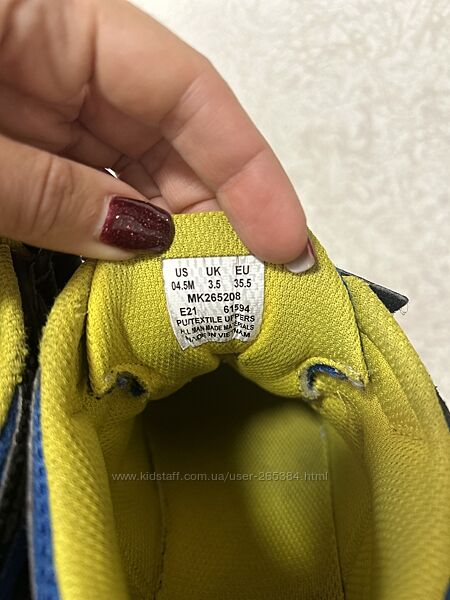 US UK EU
04.5M 3.5 35.5
MK265208
E21 61594
PU/TEXTILE UPPERS
ALL MAN MADE MATERIALS
MADE IN VIETNAM
www.kidstaff.com.ua/user-265384.html